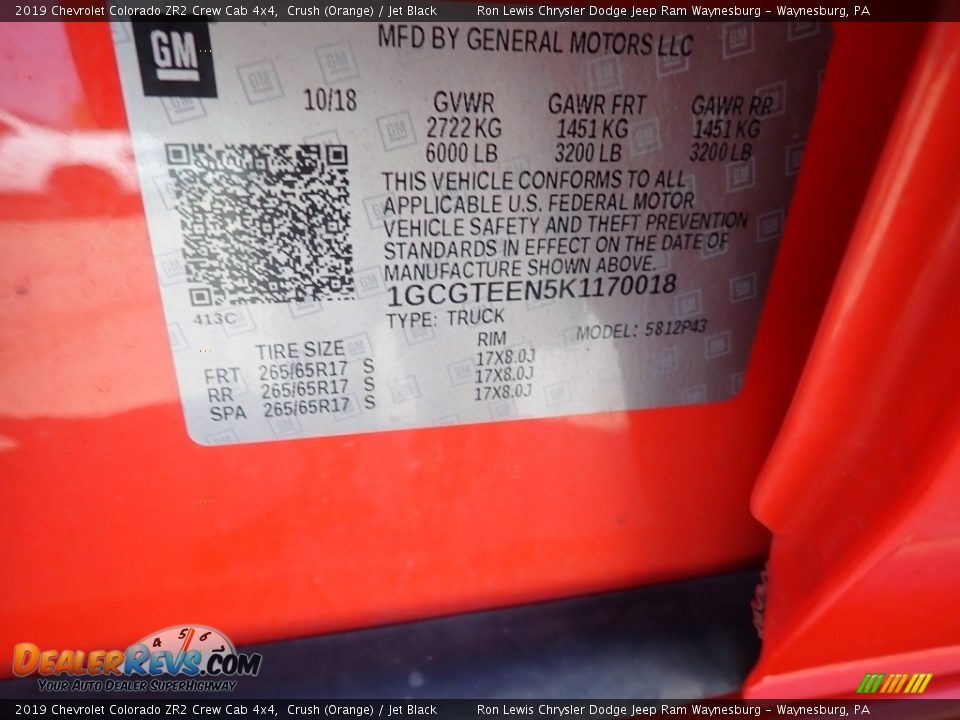 2019 Chevrolet Colorado ZR2 Crew Cab 4x4,  Crush (Orange) / Jet Black   Ron Lewis Chrysler Dodge Jeep Ram Waynesburg - Waynesburg, PA
GM
MFD BY GENERAL MOTORS LLC
10/18 GVWR GAWR FRT GAWR RR
2722 KG 1451 KG 1451 KG
6000 LB 3200 LB 3200 LB
THIS VEHICLE CONFORMS TO ALL
APPLICABLE U.S. FEDERAL MOTOR
VEHICLE SAFETY AND THEFT PREVENTION
STANDARDS IN EFFECT ON THE DATE OF
MANUFACTURE SHOWN ABOVE.
1GCGTEEN5K1170018
413C
TYPE: TRUCK MODEL: 5812P43
TIRE SIZE RIM
FRT 265/65R17 S 17X8.0J
RR 265/65R17 S 17X8.0J
SPA 265/65R17 S 17X8.0J
4 5 6
DealerRevs.com
Your Auto Dealer SuperHighway
2019 Chevrolet Colorado ZR2 Crew Cab 4x4,  Crush (Orange) / Jet Black   Ron Lewis Chrysler Dodge Jeep Ram Waynesburg - Waynesburg, PA